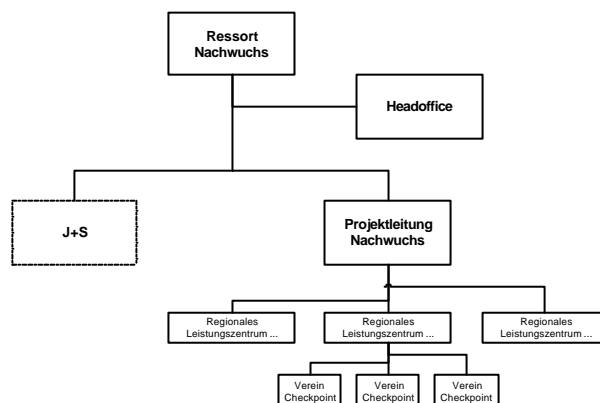 Ressort
Nachwuchs
Headoffice
J+S
Projektleitung
Nachwuchs
Regionales
Leistungszentrum ...
Regionales
Leistungszentrum ...
Regionales
Leistungszentrum ...
Verein
Checkpoint
Verein
Checkpoint
Verein
Checkpoint